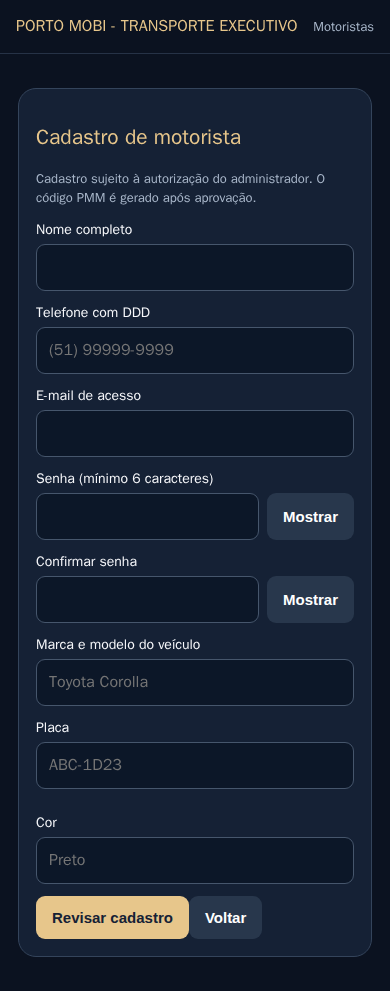 PORTO MOBI - TRANSPORTE EXECUTIVO Motoristas
Cadastro de motorista
Cadastro sujeito à autorização do administrador. O
código PMM é gerado após aprovação.
Nome completo
Telefone com DDD
(51) 99999-9999
E-mail de acesso
Senha (mínimo 6 caracteres)
Mostrar
Confirmar senha
Mostrar
Marca e modelo do veículo
Toyota Corolla
Placa
ABC-1D23
Cor
Preto
Revisar cadastro Voltar